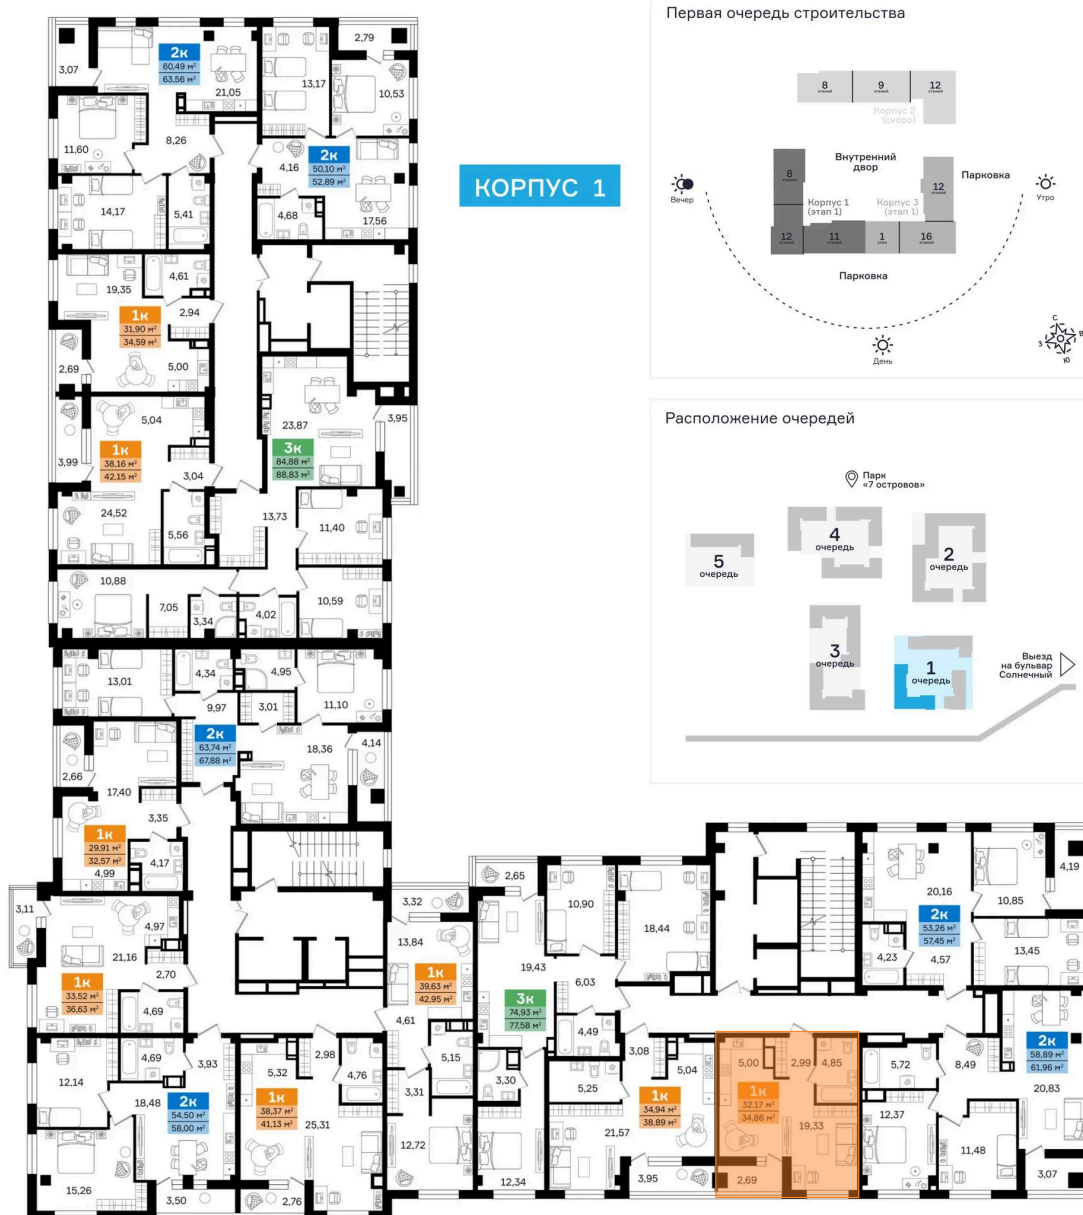 Первая очередь строительства
8
этажей
9
этажей
12
этажей
Корпус 2
(скоро)
Внутренний
двор
8
этажей
12
этажей
Парковка
Вечер
Утро
Корпус 1
(этап 1)
Корпус 3
(этап 1)
12
этажей
11
этажей
1
этаж
16
этажей
Парковка
День
С
В
З
Ю
КОРПУС 1
Расположение очередей
Парк
«7 островов»
4
очередь
2
очередь
5
очередь
3
очередь
1
очередь
Выезд
на бульвар
Солнечный
3,07
2к
60,49 м²
63,56 м²
21,05
13,17
2,79
10,53
11,60
8,26
4,16
2к
50,10 м²
52,89 м²
14,17
5,41
4,68
17,56
19,35
4,61
1к
31,90 м²
34,59 м²
2,94
2,69
5,00
5,04
23,87
3,95
3,99
1к
38,16 м²
42,15 м²
3,04
3к
84,88 м²
88,83 м²
24,52
5,56
13,73
11,40
10,88
7,05
3,34
4,02
10,59
13,01
4,34
4,95
9,97
3,01
11,10
2к
63,74 м²
67,88 м²
18,36
4,14
2,66
17,40
3,35
1к
29,91 м²
32,57 м²
4,17
4,99
3,11
4,97
21,16
2,70
1к
33,52 м²
36,63 м²
4,69
3,32
13,84
1к
39,63 м²
42,95 м²
4,61
2,65
10,90
18,44
19,43
6,03
3к
74,93 м²
77,58 м²
4,49
20,16
10,85
4,19
2к
53,26 м²
57,45 м²
4,23
4,57
13,45
12,14
4,69
3,93
18,48
2к
54,50 м²
58,00 м²
15,26
3,50
5,32
2,98
4,76
1к
38,37 м²
41,13 м²
25,31
2,76
5,15
3,31
12,72
3,30
12,34
5,25
3,08
5,04
1к
34,94 м²
38,89 м²
21,57
3,95
5,00
2,99
4,85
1к
32,17 м²
34,86 м²
19,33
2,69
5,72
8,49
2к
58,89 м²
61,96 м²
20,83
12,37
11,48
3,07